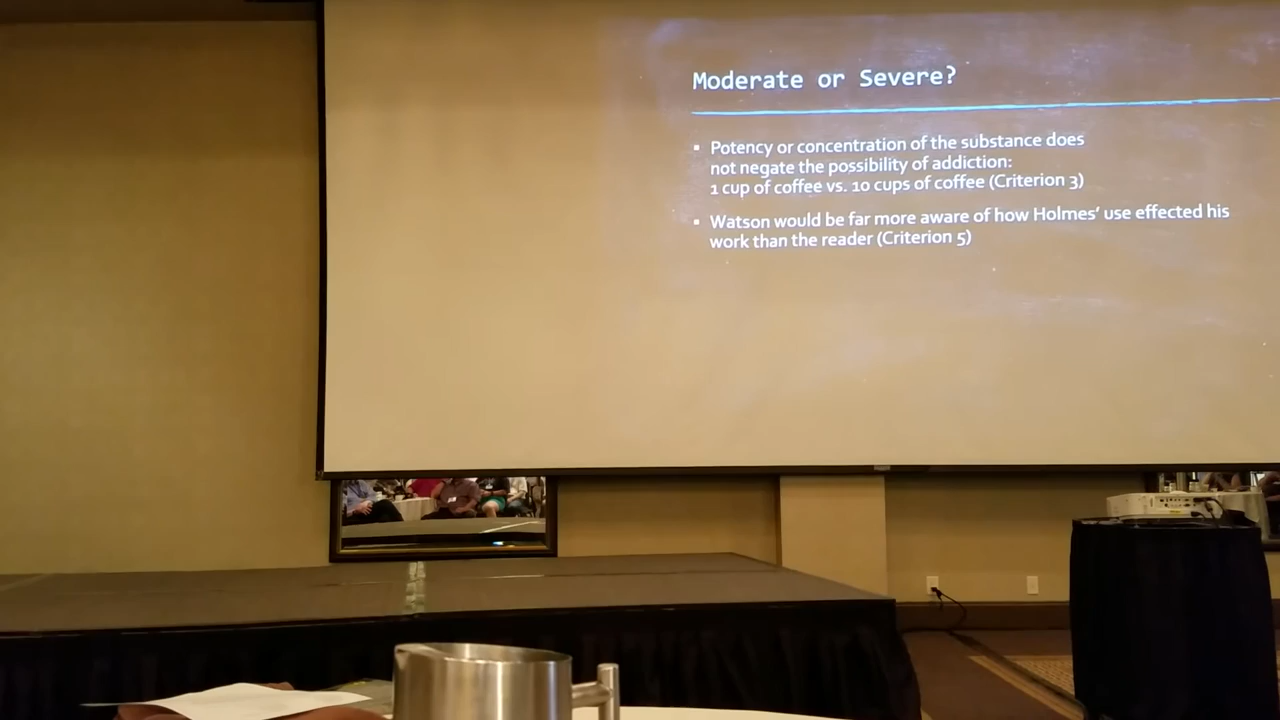 Moderate or Severe?
▪ Potency or concentration of the substance does
not negate the possibility of addiction:
1 cup of coffee vs. 10 cups of coffee (Criterion 3)
▪ Watson would be far more aware of how Holmes’ use effected his
work than the reader (Criterion 5)